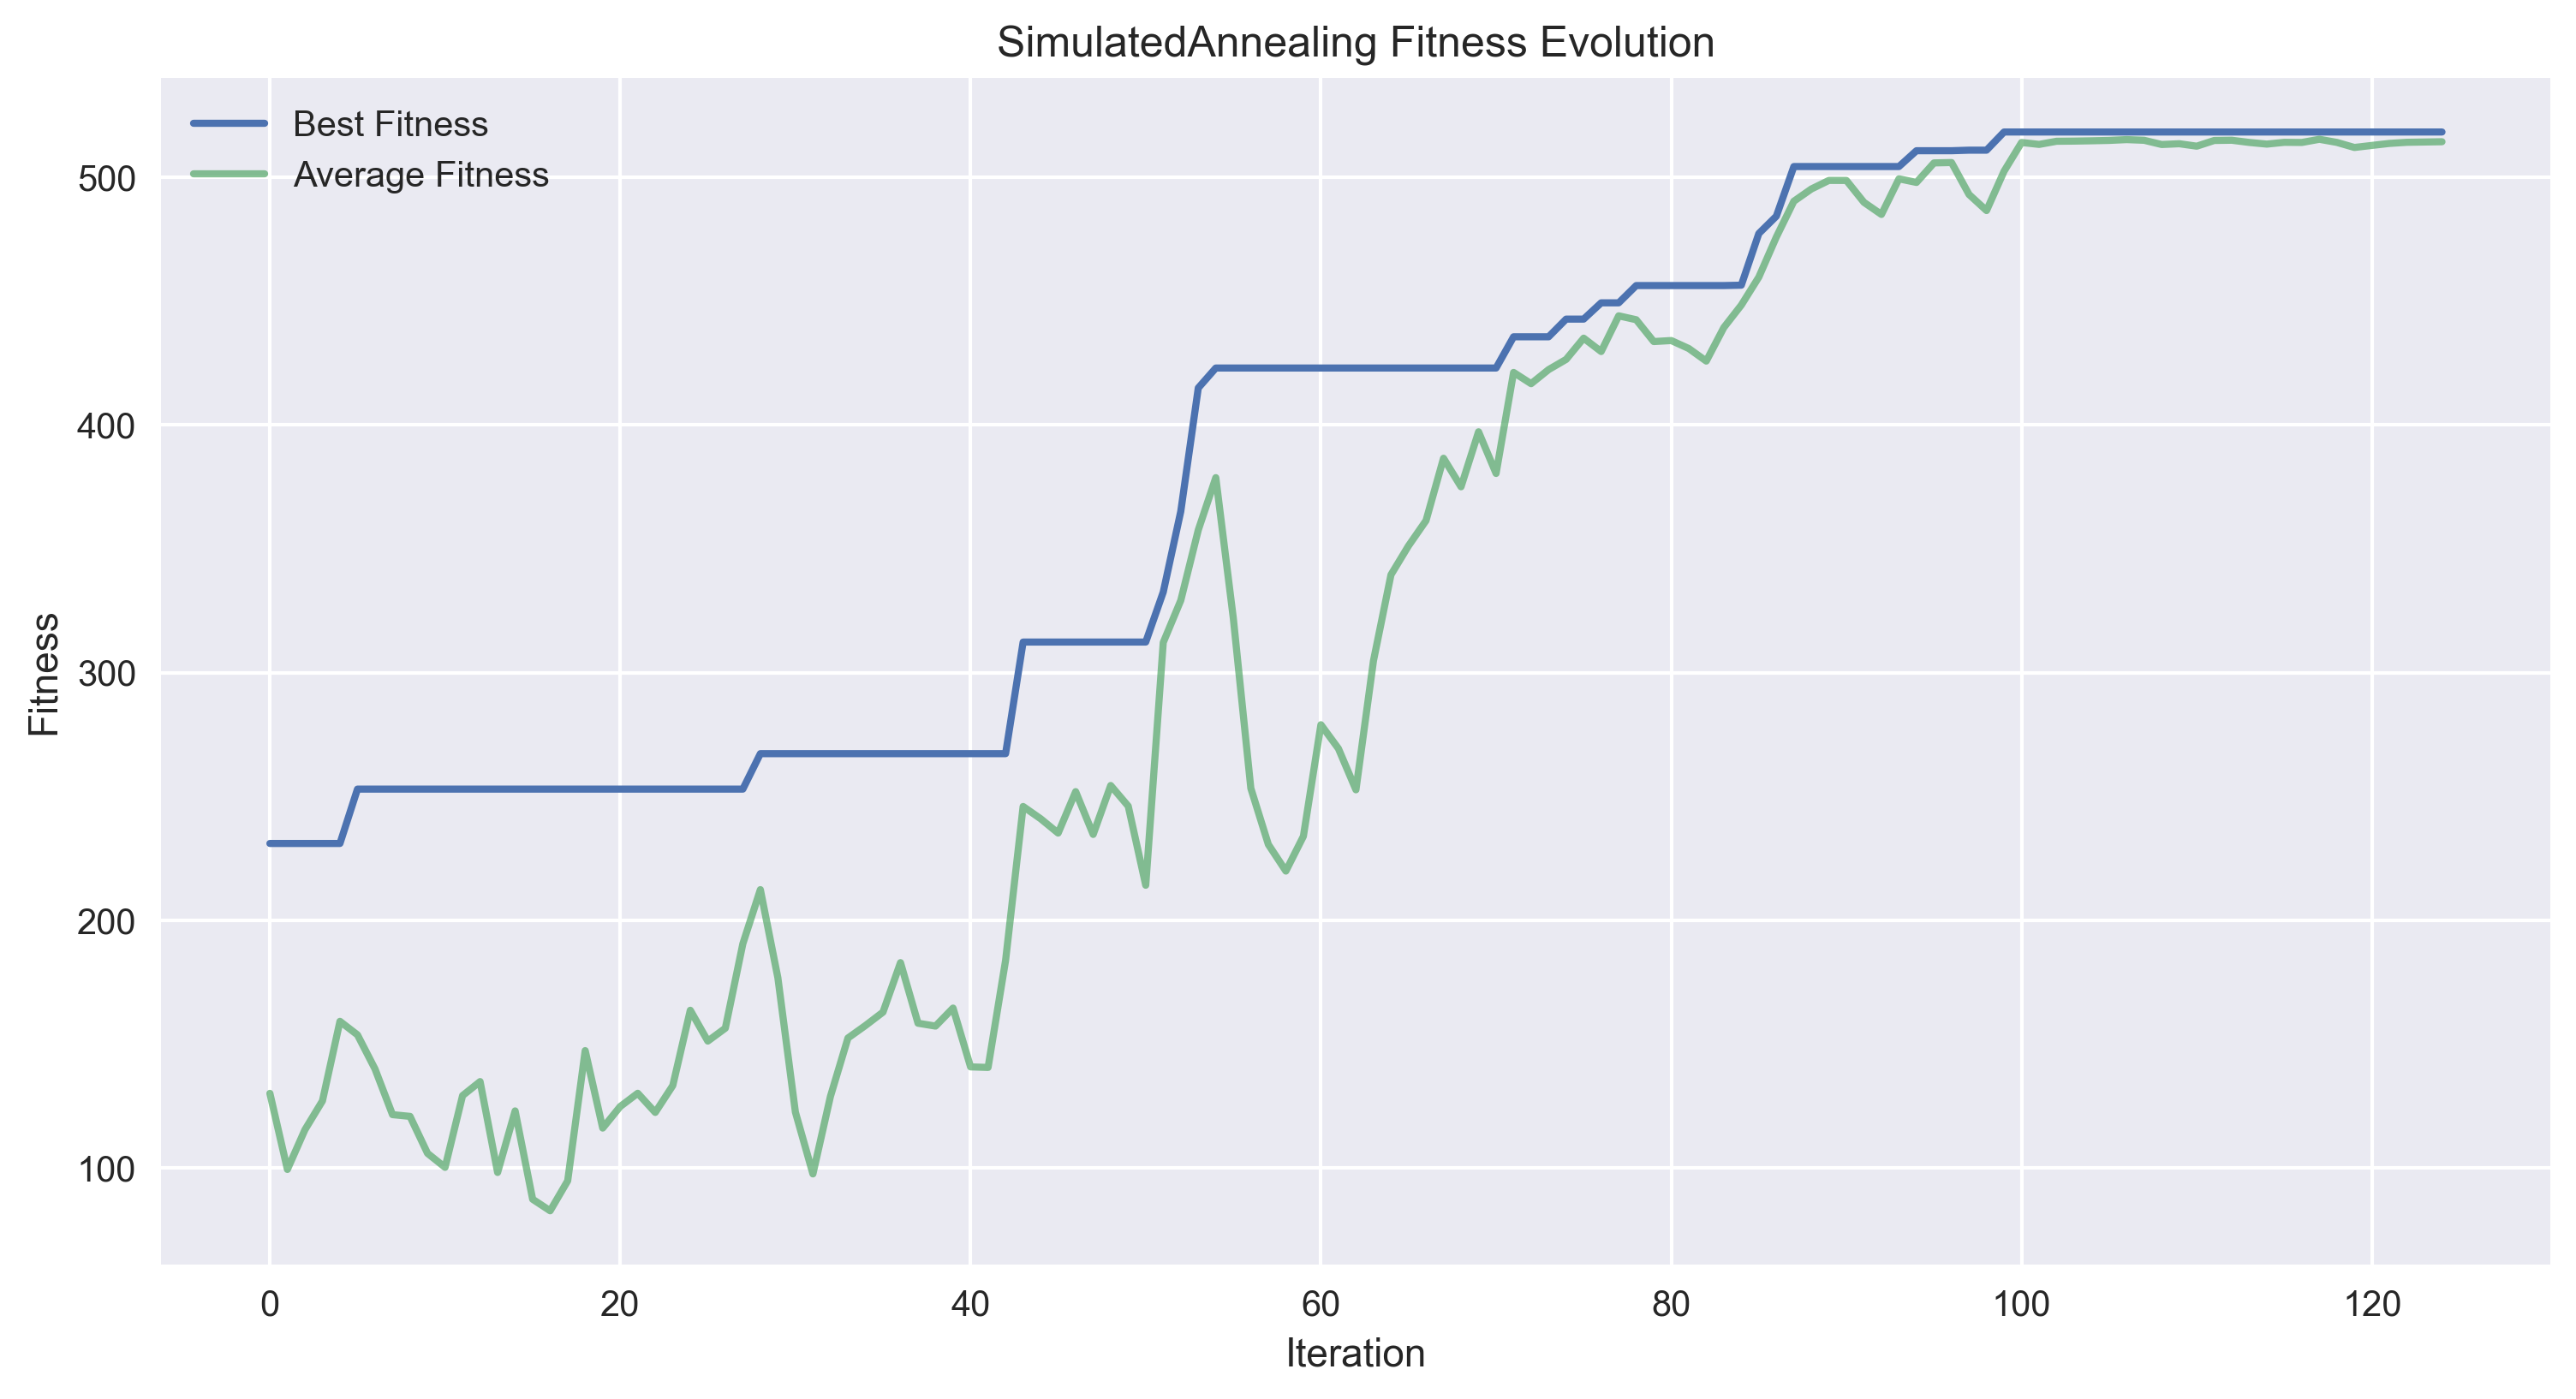 SimulatedAnnealing Fitness Evolution
Best Fitness
Average Fitness
500
400
300
200
100
Fitness
0 20 40 60 80 100 120
Iteration